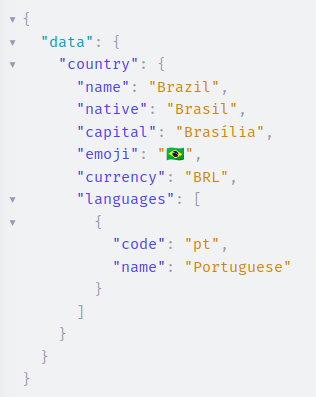 {
  "data": {
    "country": {
      "name": "Brazil",
      "native": "Brasil",
      "capital": "Brasília",
      "emoji": "🇧🇷",
      "currency": "BRL",
      "languages": [
        {
          "code": "pt",
          "name": "Portuguese"
        }
      ]
    }
  }
}